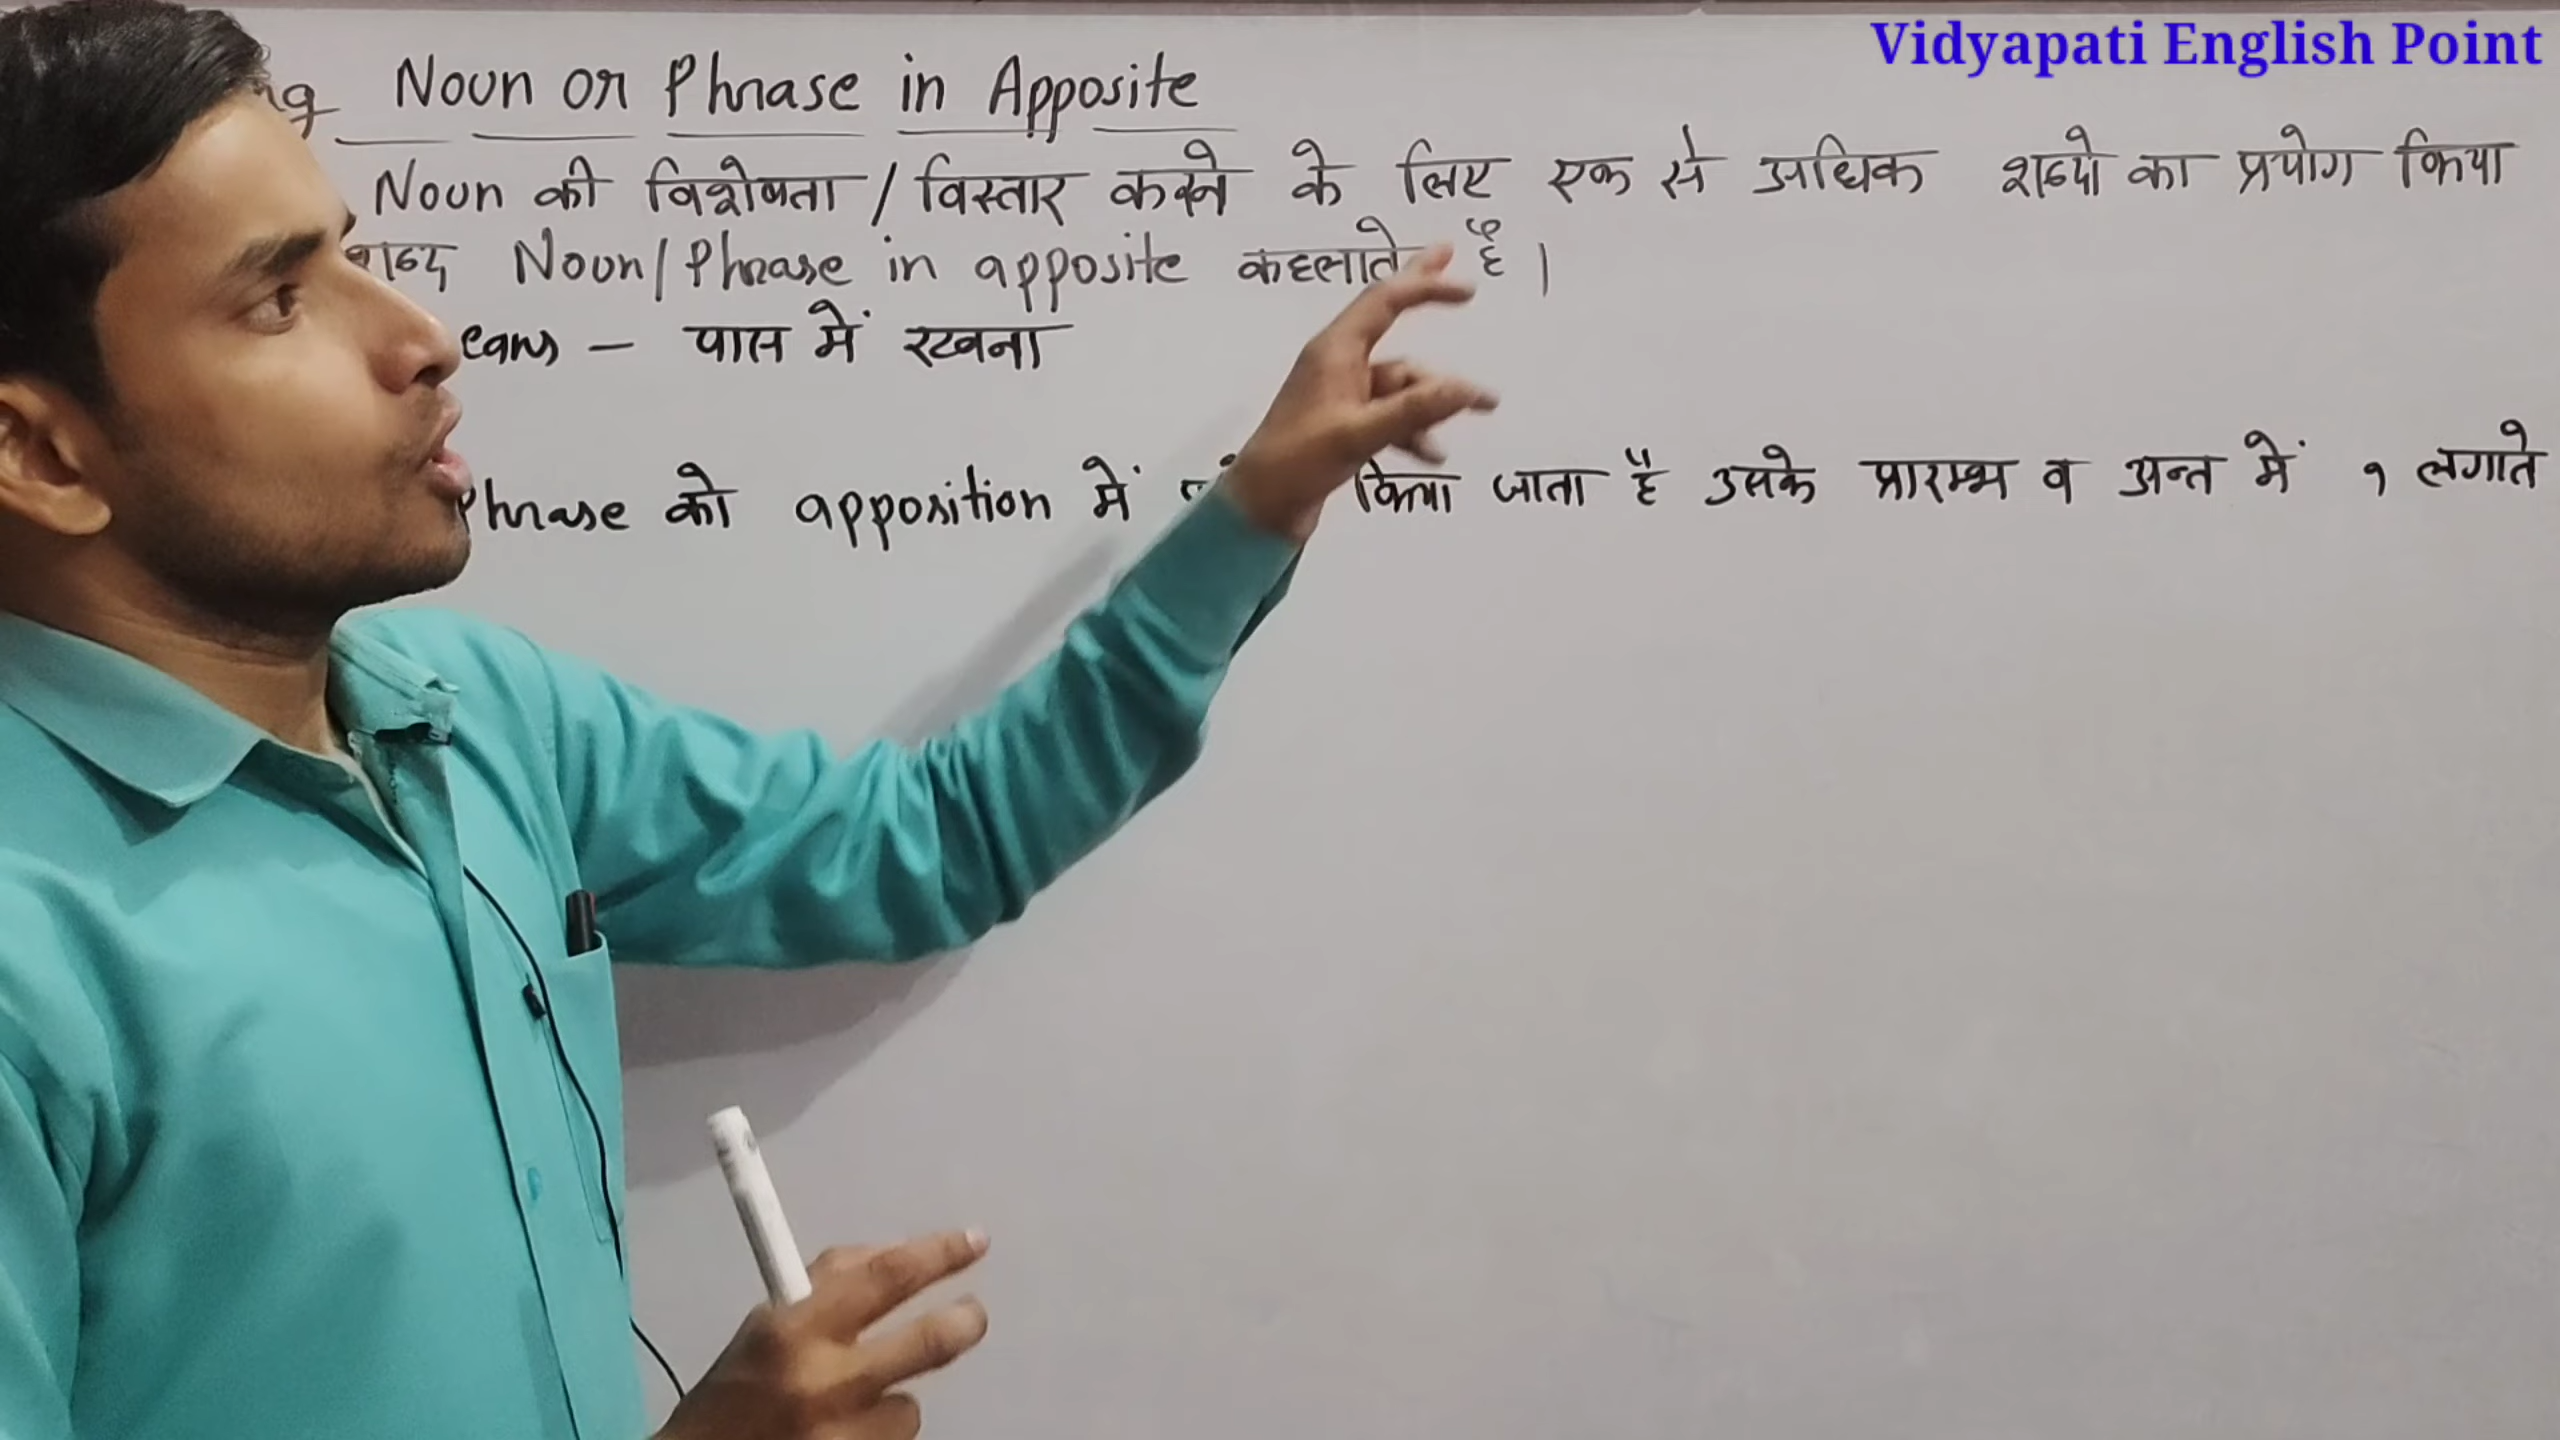 Vidyapati English Point
Noun or Phrase in Apposite
Noun की विशेषता / विस्तार करने के लिए एक से अधिक शब्दो का प्रयोग किया
शब्द Noun/Phrase in apposite कहलाते है।
eans – पास में रखना
Phrase को apposition में किया जाता है उसके प्रारम्भ व अन्त में , लगाते